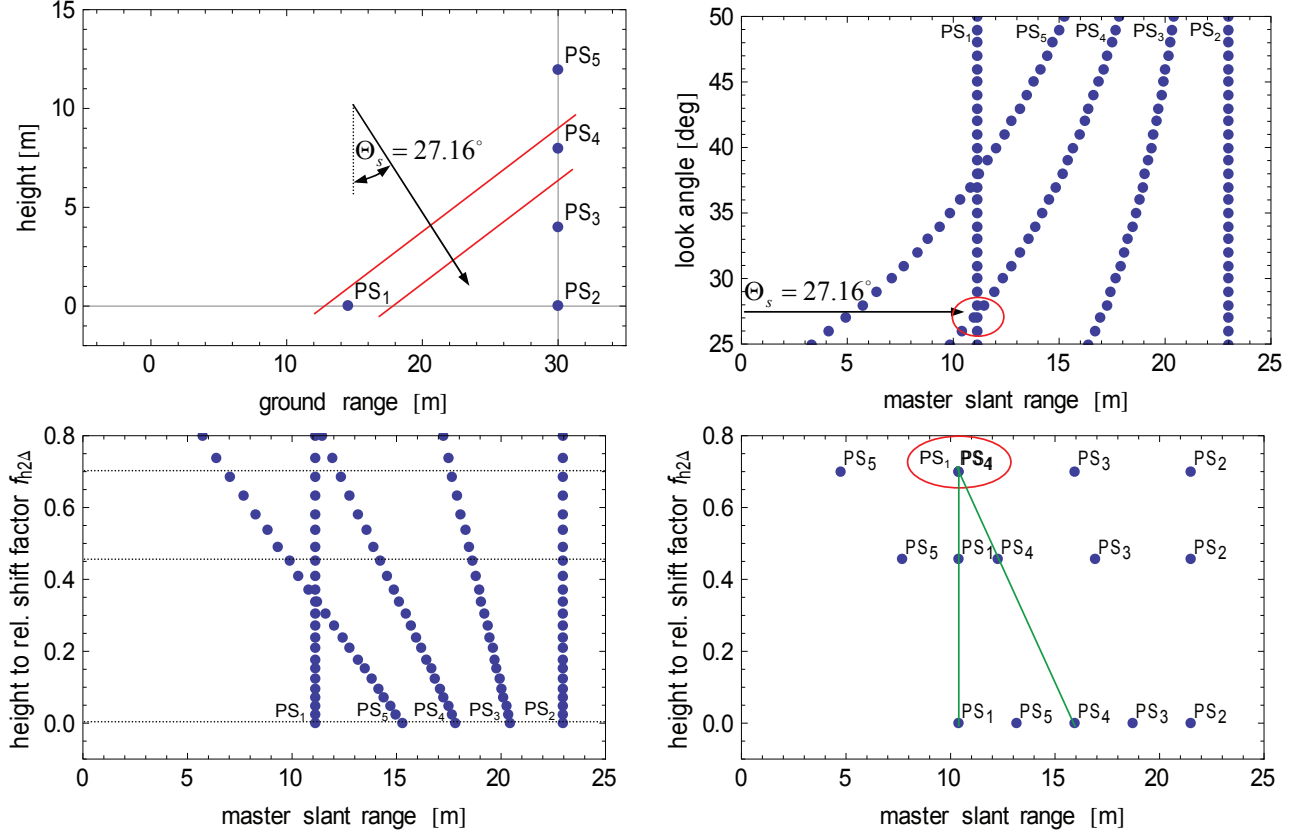 15
10
5
0
height [m]
0
10
20
30
ground range [m]
PS5
PS4
PS3
PS2
PS1
Θs = 27.16°
50
45
40
35
30
25
look angle [deg]
0
5
10
15
20
25
master slant range [m]
PS1
PS5
PS4
PS3
PS2
Θs = 27.16°
0.8
0.6
0.4
0.2
0.0
height to rel. shift factor fh2Δ
0
5
10
15
20
25
master slant range [m]
PS1
PS5
PS4
PS3
PS2
0.8
0.6
0.4
0.2
0.0
height to rel. shift factor fh2Δ
0
5
10
15
20
25
master slant range [m]
PS5
PS1
PS4
PS3
PS2
PS5
PS1
PS4
PS3
PS2
PS1
PS5
PS4
PS3
PS2